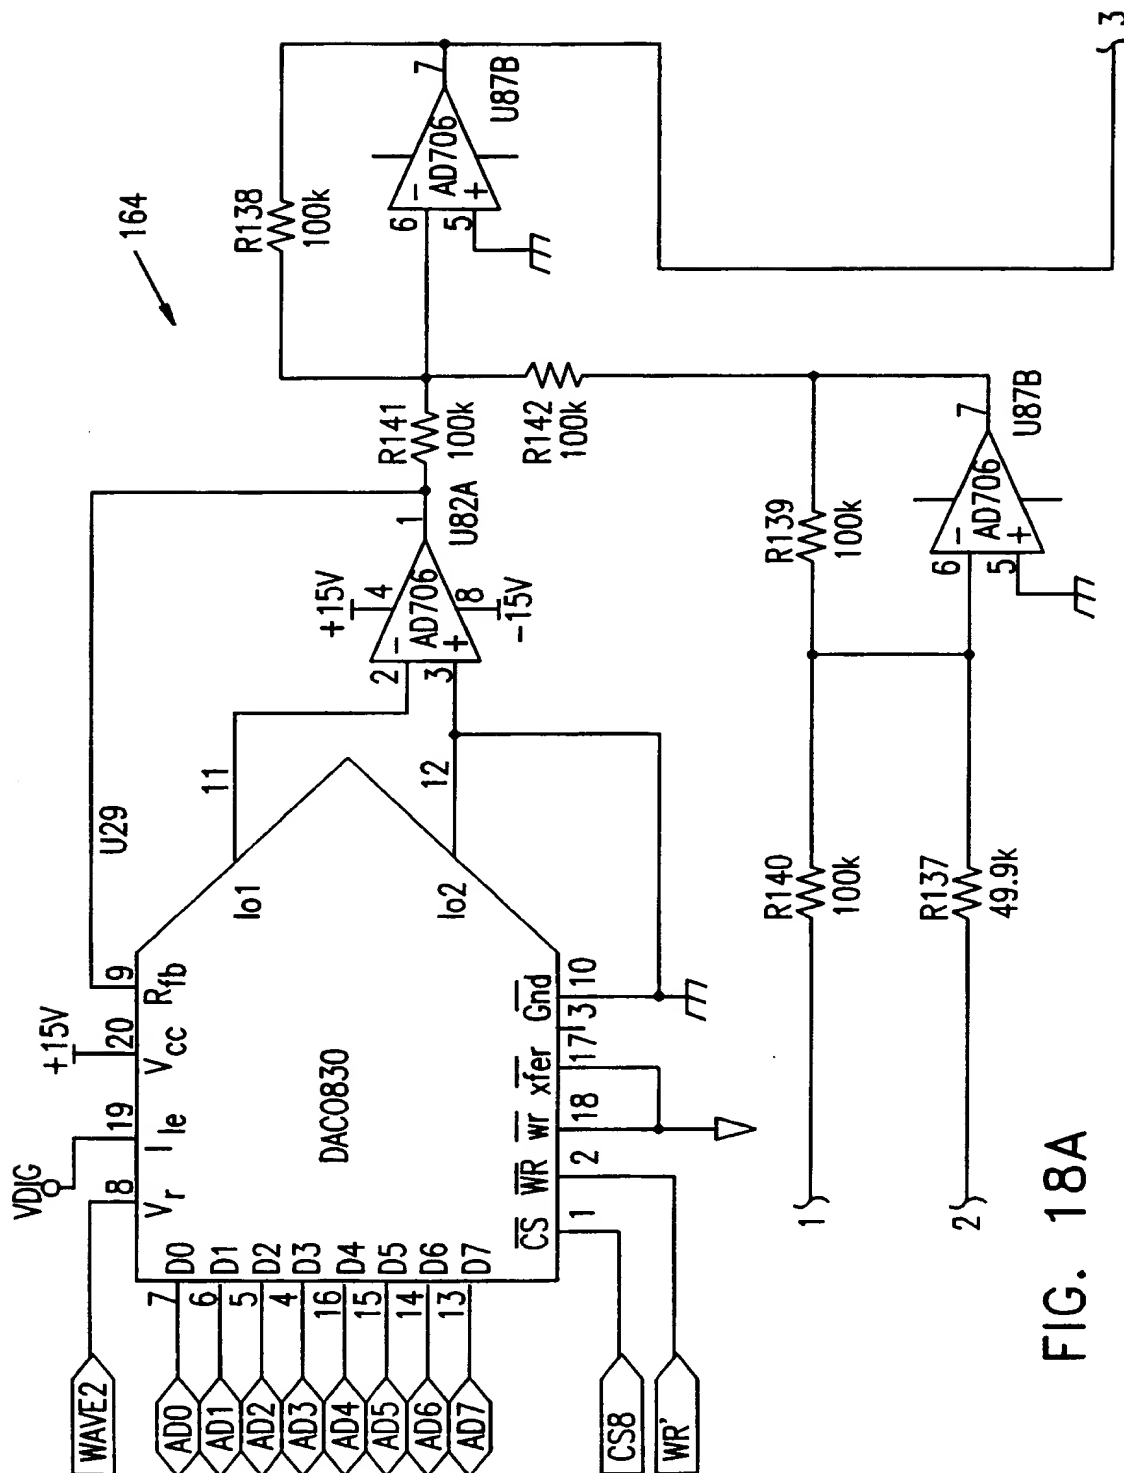 164
R138
100k
6
5
−
+
AD706
7
U87B
3
R141
100k
R142
100k
U29
+15V
4
2
3
−
+
AD706
8
−15V
1
U82A
11
12
VDIG
+15V
8
19
20
9
Vr
Ile
Vcc
Rfb
Io1
Io2
DAC0830
WAVE2
AD0 7 D0
AD1 6 D1
AD2 5 D2
AD3 4 D3
AD4 16 D4
AD5 15 D5
AD6 14 D6
AD7 13 D7
CS WR wr xfer Gnd
1 2 18 17 3 10
CS8
WR'
1
R140
100k
R139
100k
2
R137
49.9k
6
5
−
+
AD706
7
U87B
FIG. 18A